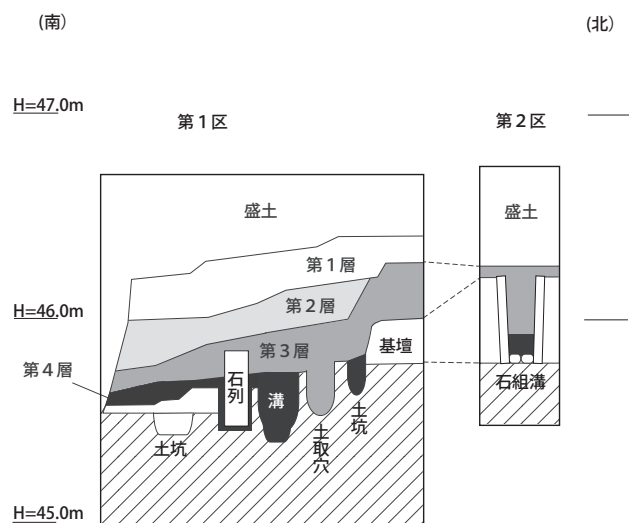 (南)
(北)
H=47.0m
第1区
第2区
盛土
盛土
第1層
第2層
H=46.0m
第3層
基壇
第4層
石列
溝
石組溝
土坑
土取穴
土坑
H=45.0m